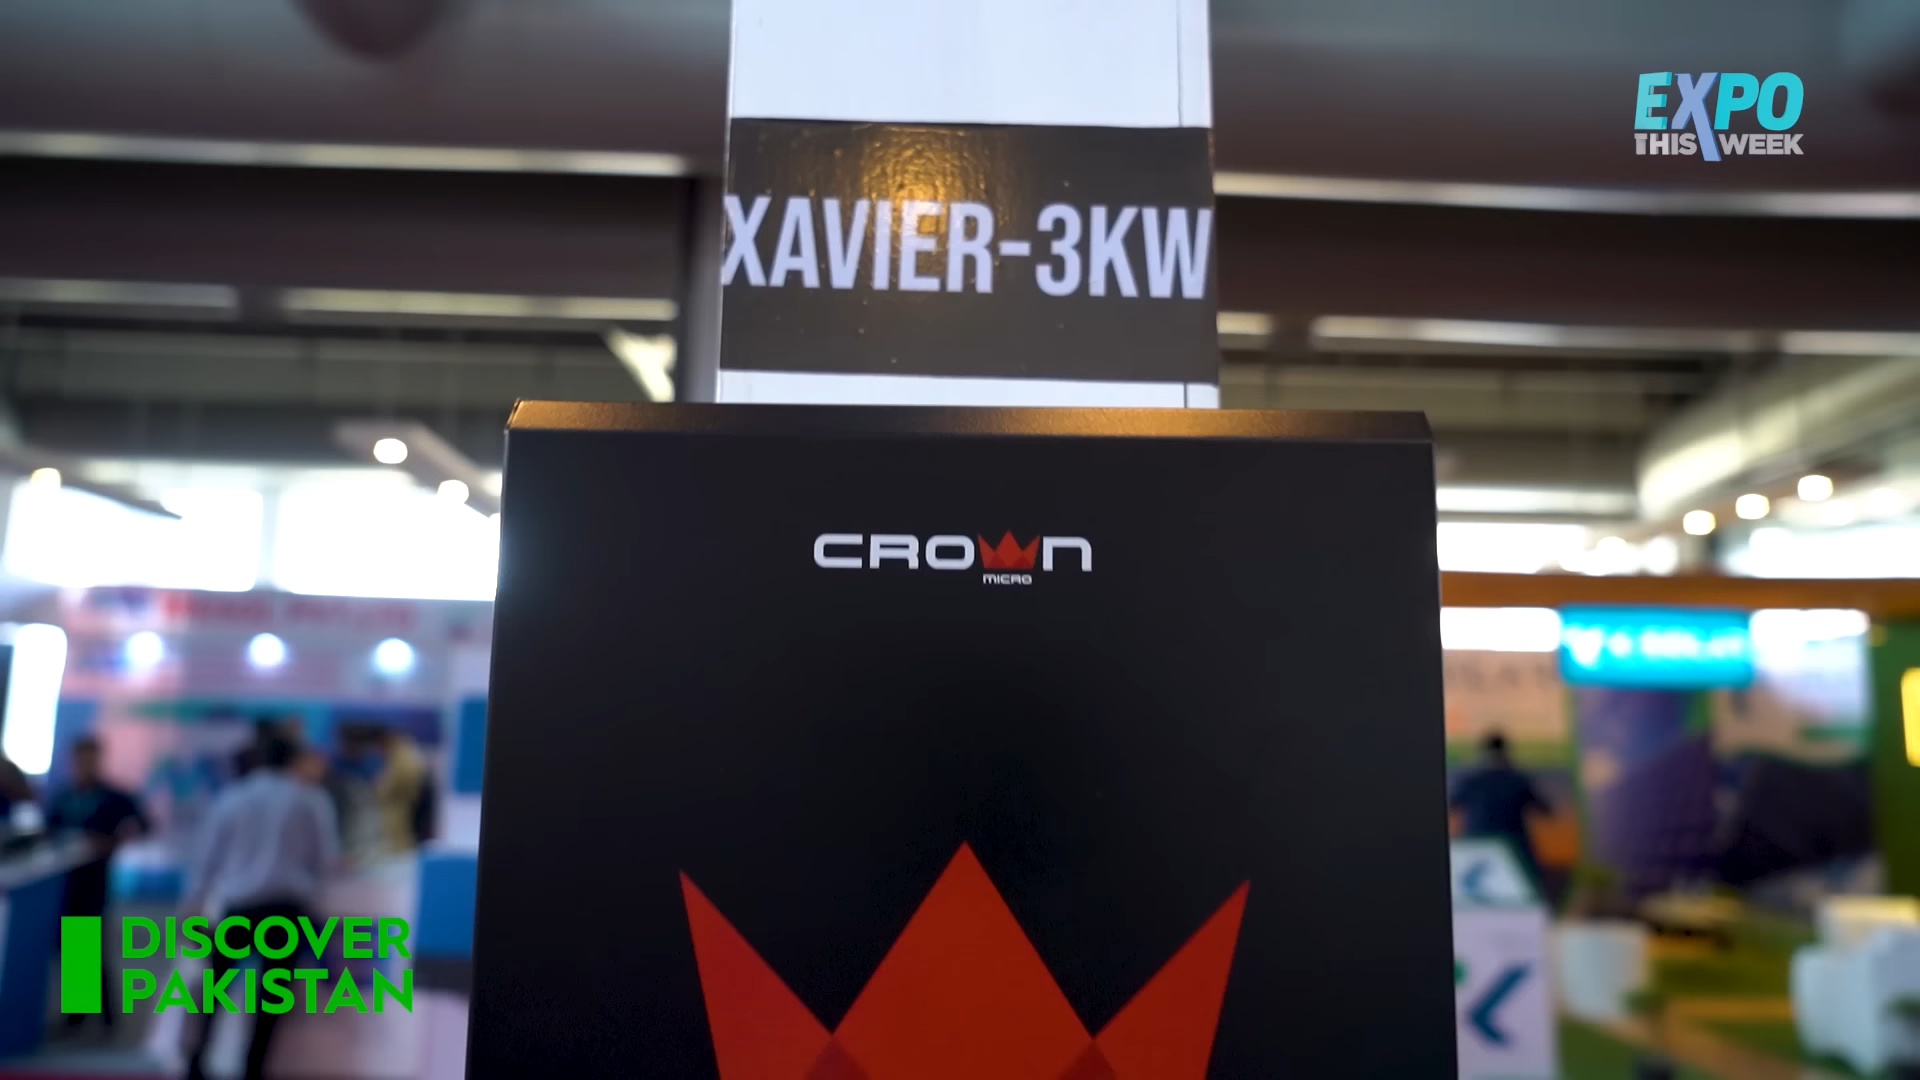 EXPO
THIS WEEK
XAVIER-3KW
CROWN
MICRO
DISCOVER
PAKISTAN